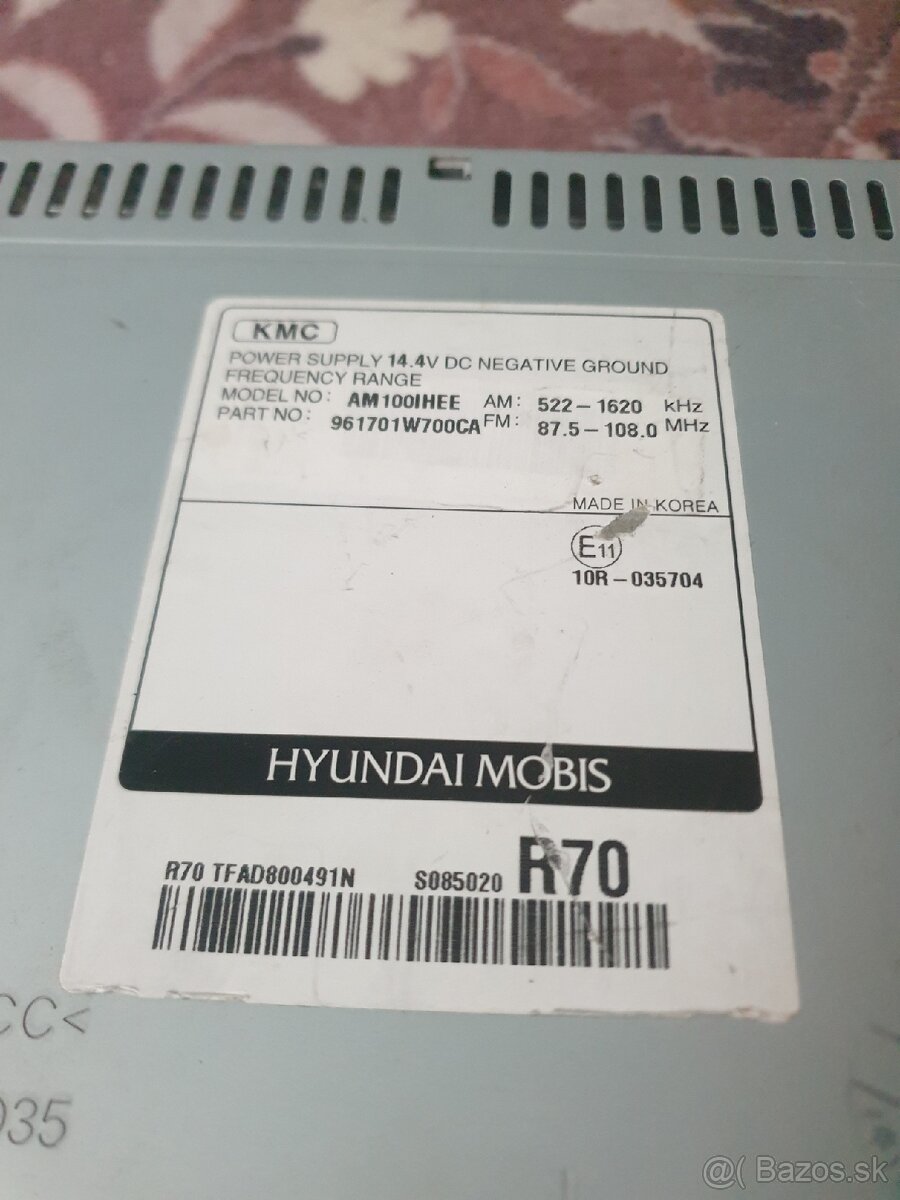 KMC
POWER SUPPLY 14.4V DC NEGATIVE GROUND
FREQUENCY RANGE
MODEL NO: AM100IHEE AM: 522-1620 kHz
PART NO: 961701W700CA FM: 87.5-108.0 MHz
MADE IN KOREA
E11
10R-035704
HYUNDAI MOBIS
R70 TFAD800491N S085020 R70
CC<
035
@( Bazos.sk